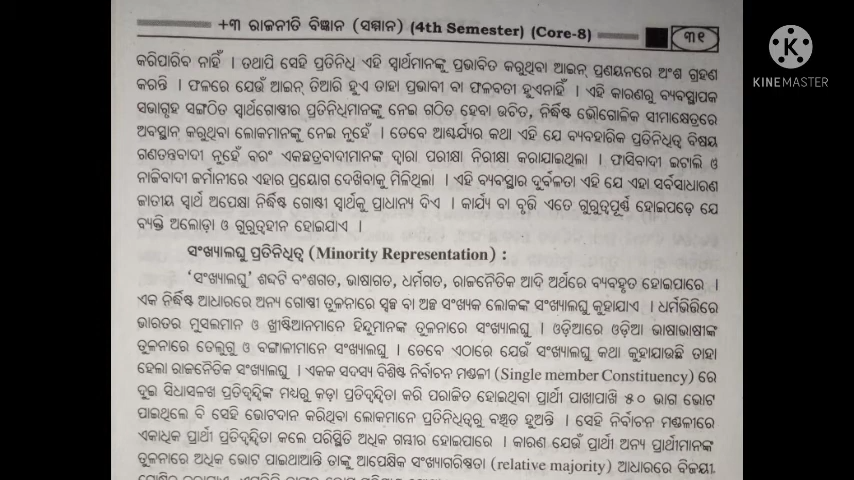 +୩ ରାଜନୀତି ବିଜ୍ଞାନ (ସମ୍ମାନ) (4th Semester) (Core-8)
୩୧
KINEMASTER
କରିପାରିବ ନାହିଁ । ତଥାପି ସେହି ପ୍ରତିନିଧି ଏହି ସ୍ୱାର୍ଥମାନଙ୍କୁ ପ୍ରଭାବିତ କରୁଥିବା ଆଇନ୍ ପ୍ରଣୟନରେ ଅଂଶ ଗ୍ରହଣ
କରନ୍ତି । ଫଳରେ ଯେଉଁ ଆଇନ୍ ତିଆରି ହୁଏ ତାହା ପ୍ରଭାବୀ ବା ଫଳବତୀ ହୁଏନାହିଁ । ଏହି କାରଣରୁ ବ୍ୟବସ୍ଥାପକ
ସଭାଗୃହ ସଙ୍ଗଠିତ ସ୍ୱାର୍ଥଗୋଷ୍ଠୀର ପ୍ରତିନିଧିମାନଙ୍କୁ ନେଇ ଗଠିତ ହେବା ଉଚିତ, ନିର୍ଦ୍ଧିଷ୍ଟ ଭୌଗୋଳିକ ସୀମାକ୍ଷେତ୍ରରେ
ଅବସ୍ଥାନ କରୁଥିବା ଲୋକମାନଙ୍କୁ ନେଇ ନୁହେଁ । ତେବେ ଆଶ୍ଚର୍ଯ୍ୟର କଥା ଏହି ଯେ ବ୍ୟବହାରିକ ପ୍ରତିନିଧିତ୍ୱ ବିଷୟ
ଗଣତନ୍ତବାଦୀ ନୁହେଁ ବରଂ ଏକଛତ୍ରବାଦୀମାନଙ୍କ ଦ୍ୱାରା ପରୀକ୍ଷା ନିରୀକ୍ଷା କରାଯାଇଥିଲା । ଫାସିବାଦୀ ଇଟାଲି ଓ
ନାଜିବାଦୀ ଜର୍ମାନୀରେ ଏହାର ପ୍ରୟୋଗ ଦେଖିବାକୁ ମିଳିଥିଲା । ଏହି ବ୍ୟବସ୍ଥାର ଦୁର୍ବଳତା ଏହି ଯେ ଏହା ସର୍ବସାଧାରଣ
ଜାତୀୟ ସ୍ୱାର୍ଥ ଅପେକ୍ଷା ନିର୍ଦ୍ଧିଷ୍ଟ ଗୋଷ୍ଠୀ ସ୍ୱାର୍ଥକୁ ପ୍ରାଧାନ୍ୟ ଦିଏ । କାର୍ଯ୍ୟ ବା ବୃତ୍ତି ଏତେ ଗୁରୁତ୍ୱପୂର୍ଣ୍ଣ ହୋଇପଡ଼େ ଯେ
ବ୍ୟକ୍ତି ଅଲୋଡ଼ା ଓ ଗୁରୁତ୍ୱହୀନ ହୋଇଯାଏ ।
ସଂଖ୍ୟାଲଘୁ ପ୍ରତିନିଧିତ୍ୱ (Minority Representation) :
‘ସଂଖ୍ୟାଲଘୁ’ ଶବ୍ଦଟି ବଂଶଗତ, ଭାଷାଗତ, ଧର୍ମଗତ, ରାଜନୈତିକ ଆଦି ଅର୍ଥରେ ବ୍ୟବହୃତ ହୋଇପାରେ ।
ଏକ ନିର୍ଦ୍ଧିଷ୍ଟ ଆଧାରରେ ଅନ୍ୟ ଗୋଷ୍ଠୀ ତୁଳନାରେ ସ୍ୱଳ୍ପ ବା ଅଳ୍ପ ସଂଖ୍ୟକ ଲୋକଙ୍କ ସଂଖ୍ୟାଲଘୁ କୁହାଯାଏ । ଧର୍ମଭିତ୍ତିରେ
ଭାରତର ମୁସଲମାନ ଓ ଖ୍ରୀଷ୍ଟିଆନମାନେ ହିନ୍ଦୁମାନଙ୍କ ତୁଳନାରେ ସଂଖ୍ୟାଲଘୁ । ଓଡ଼ିଆରେ ଓଡ଼ିଆ ଭାଷାଭାଷୀଙ୍କ
ତୁଳନାରେ ତେଲୁଗୁ ଓ ବଙ୍ଗାଳୀମାନେ ସଂଖ୍ୟାଲଘୁ । ତେବେ ଏଠାରେ ଯେଉଁ ସଂଖ୍ୟାଲଘୁ କଥା କୁହାଯାଉଛି ତାହା
ହେଲା ରାଜନୈତିକ ସଂଖ୍ୟାଲଘୁ । ଏକକ ସଦସ୍ୟ ବିଶିଷ୍ଟ ନିର୍ବାଚନ ମଣ୍ଡଳୀ (Single member Constituency) ରେ
ଦୁଇ ସିଧାସଳଖ ପ୍ରତିଦ୍ୱନ୍ଦ୍ୱିଙ୍କ ମଧ୍ୟରୁ କଡ଼ା ପ୍ରତିଦ୍ୱନ୍ଦ୍ୱିତା କରି ପରାଜିତ ହୋଇଥିବା ପ୍ରାର୍ଥୀ ପାଖାପାଖି ୫୦ ଭାଗ ଭୋଟ
ପାଇଥିଲେ ବି ସେହି ଭୋଟଦାନ କରିଥିବା ଲୋକମାନେ ପ୍ରତିନିଧିତ୍ୱରୁ ବଞ୍ଚତ ହୁଅନ୍ତି । ସେହି ନିର୍ବାଚନ ମଣ୍ଡଳୀରେ
ଏକାଧିକ ପ୍ରାର୍ଥୀ ପ୍ରତିଦ୍ୱନ୍ଦ୍ୱିତା କଲେ ପରିସ୍ଥିତି ଅଧିକ ଗମ୍ଭୀର ହୋଇପାରେ । କାରଣ ଯେଉଁ ପ୍ରାର୍ଥୀ ଅନ୍ୟ ପ୍ରାର୍ଥୀମାନଙ୍କ
ତୁଳନାରେ ଅଧିକ ଭୋଟ ପାଇଥାଆନ୍ତି ତାଙ୍କୁ ଆପେକ୍ଷିକ ସଂଖ୍ୟାଗରିଷ୍ଠତା (relative majority) ଆଧାରରେ ବିଜୟୀ